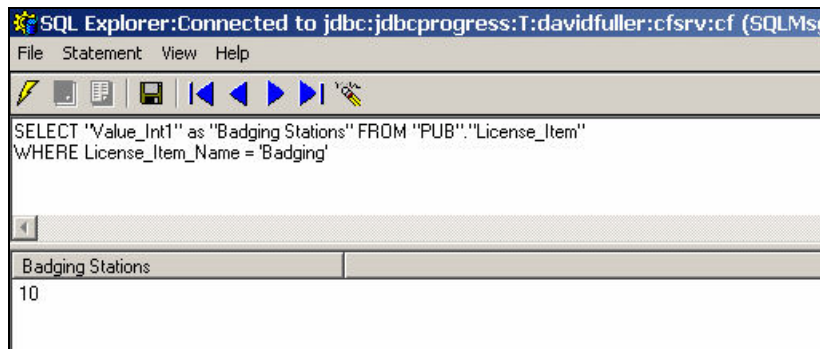 SQL Explorer:Connected to jdbc:jdbcprogress:T:davidfuller:cfsrv:cf (SQLMs
File Statement View Help
SELECT "Value_Int1" as "Badging Stations" FROM "PUB"."License_Item"
WHERE License_Item_Name = 'Badging'
Badging Stations
10